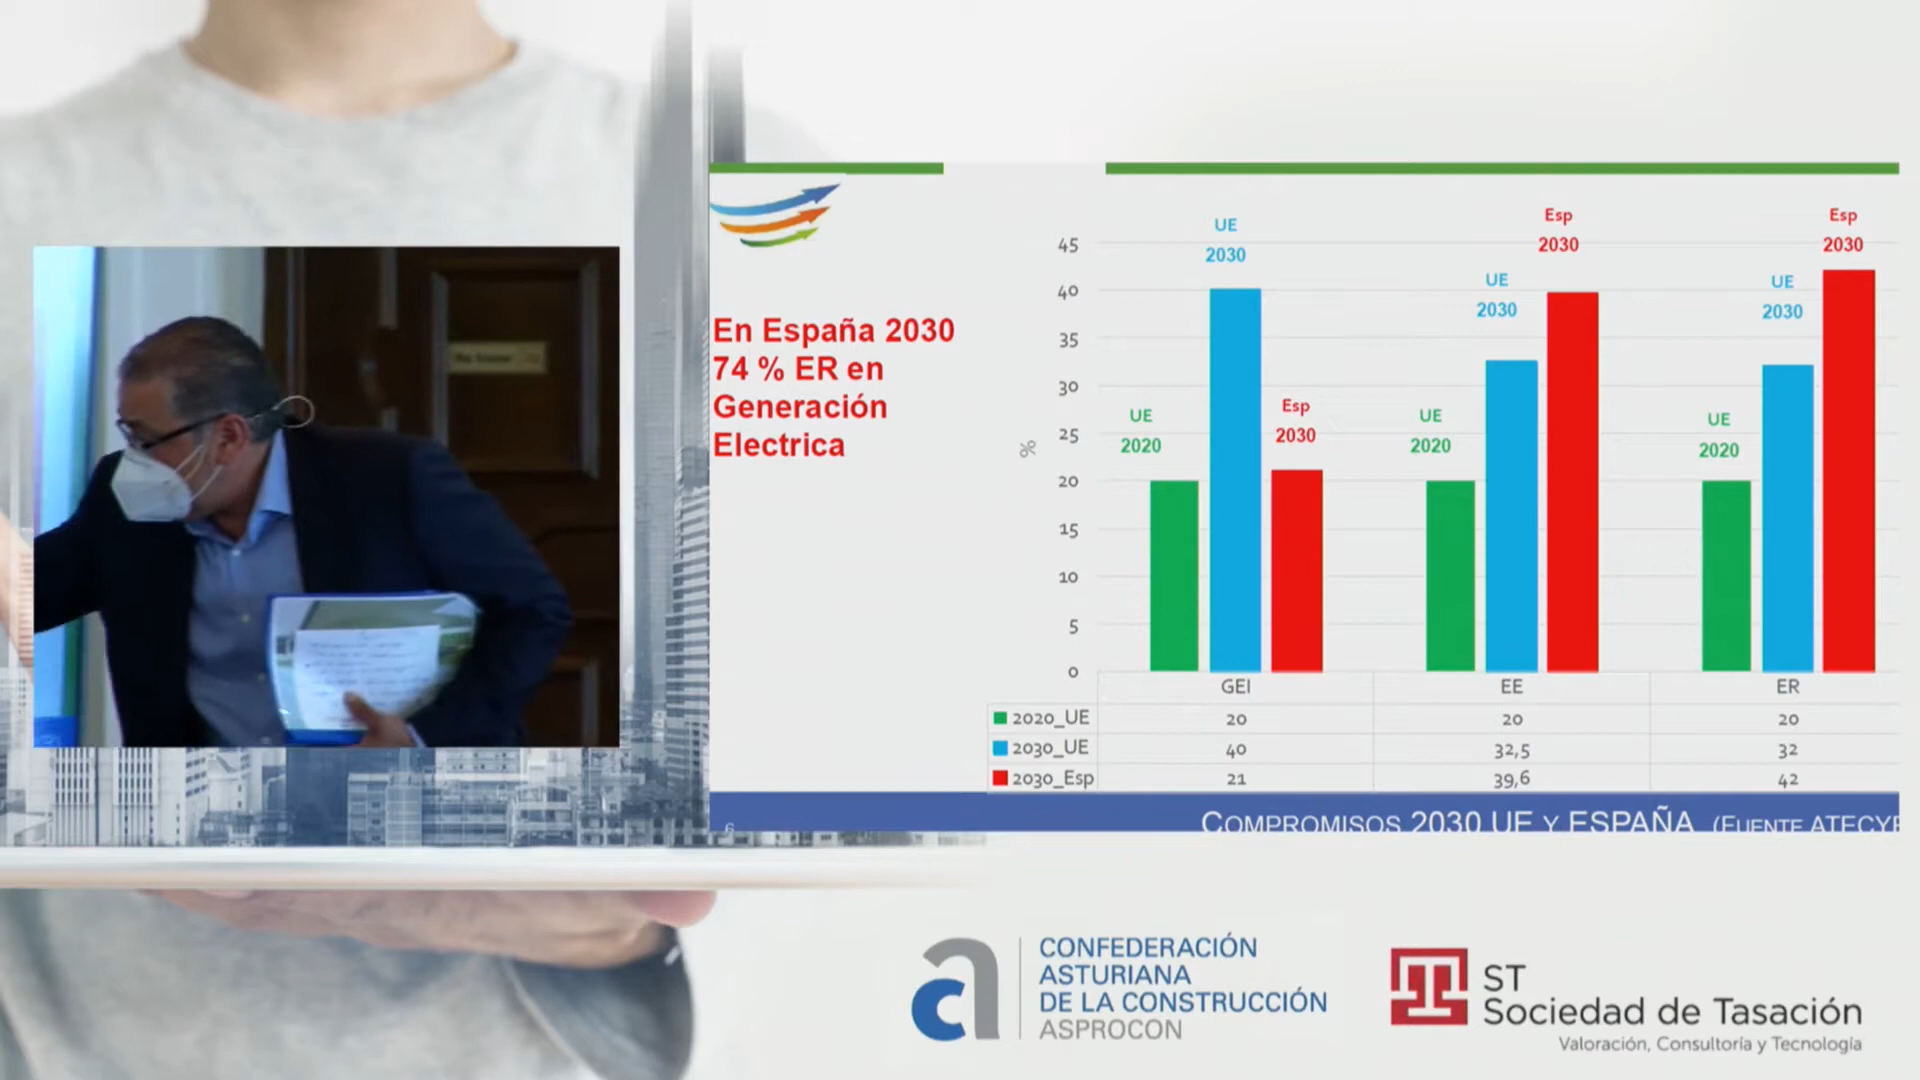 En España 2030
74 % ER en
Generación
Electrica
UE
2030
Esp
2030
Esp
2030
UE
2030
UE
2030
UE
2020
Esp
2030
UE
2020
UE
2020
45
40
35
30
25
20
15
10
5
0
%
GEI EE ER
2020_UE 20 20 20
2030_UE 40 32,5 32
2030_Esp 21 39,6 42
6
COMPROMISOS 2030 UE Y ESPAÑA (FUENTE ATECY
CONFEDERACIÓN
ASTURIANA
DE LA CONSTRUCCIÓN
ASPROCON
ST
Sociedad de Tasación
Valoración, Consultoría y Tecnología